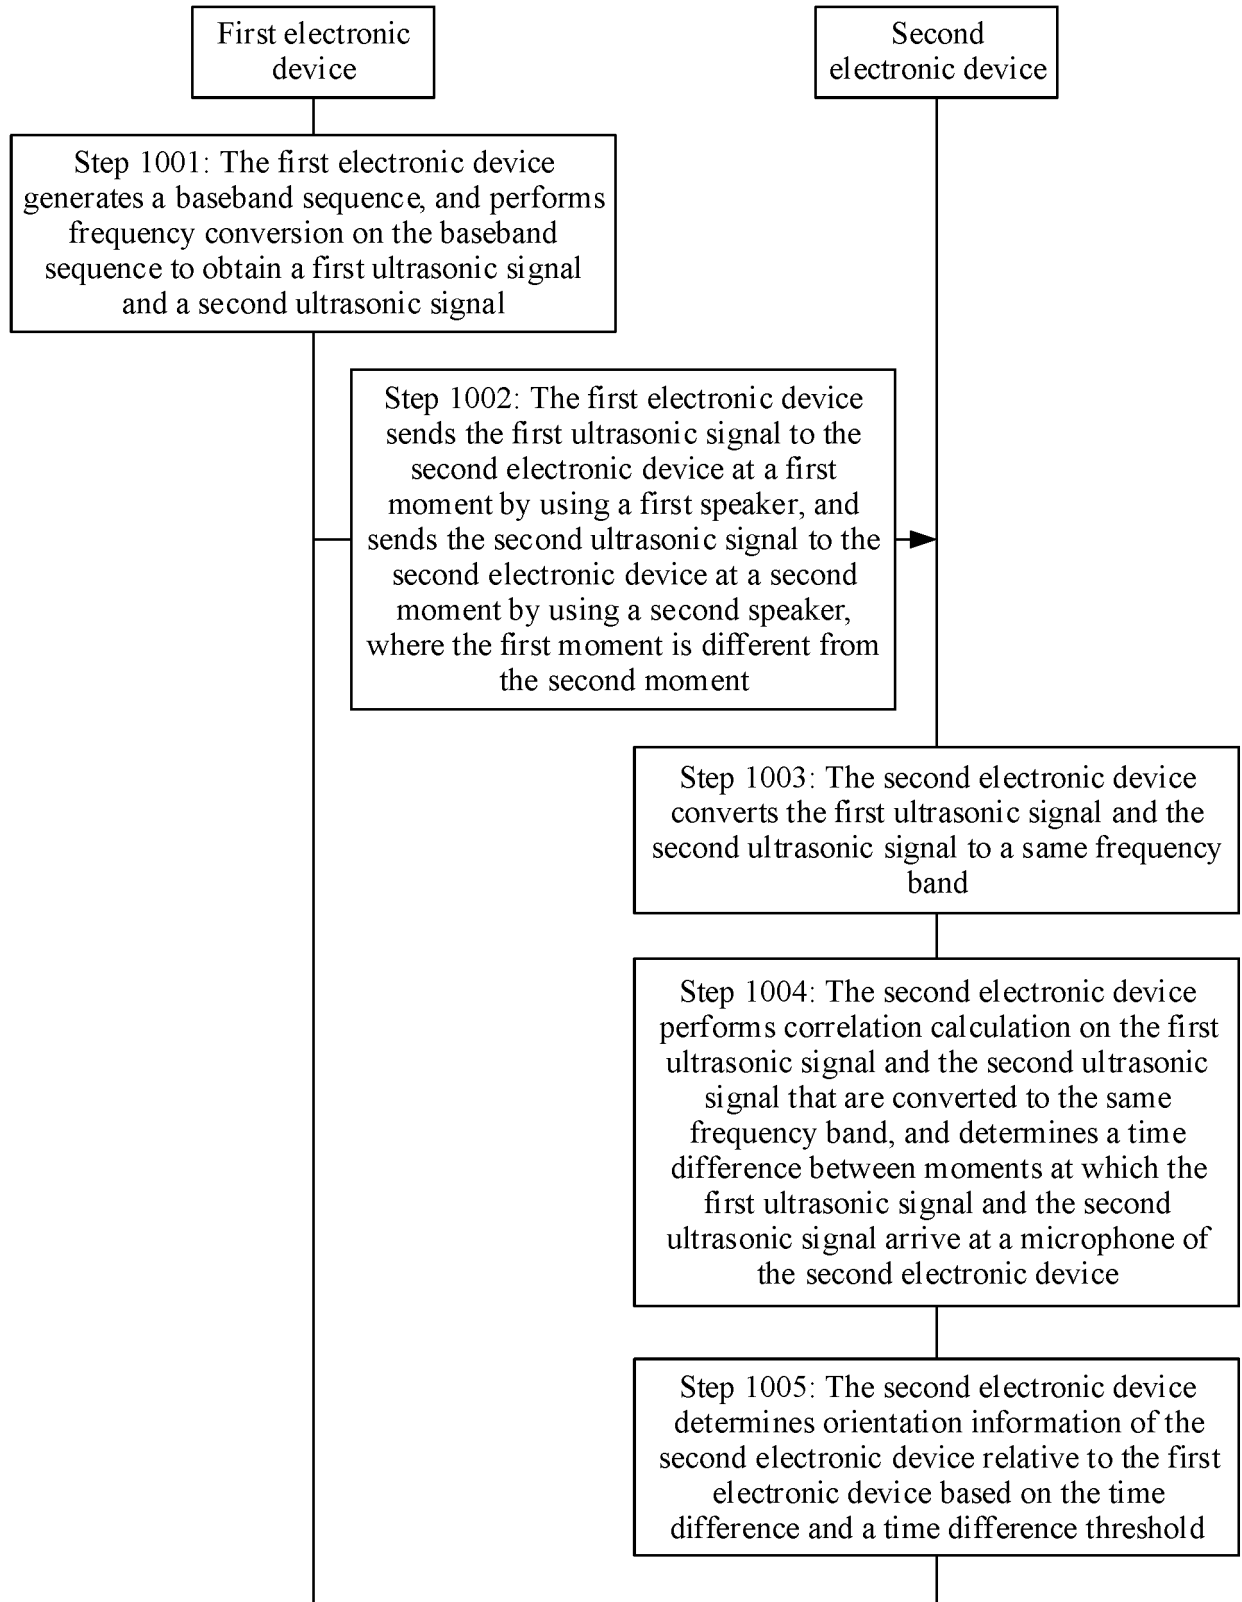 First electronic
device
Second
electronic device
Step 1001: The first electronic device
generates a baseband sequence, and performs
frequency conversion on the baseband
sequence to obtain a first ultrasonic signal
and a second ultrasonic signal
Step 1002: The first electronic device
sends the first ultrasonic signal to the
second electronic device at a first
moment by using a first speaker, and
sends the second ultrasonic signal to the
second electronic device at a second
moment by using a second speaker,
where the first moment is different from
the second moment
Step 1003: The second electronic device
converts the first ultrasonic signal and the
second ultrasonic signal to a same frequency
band
Step 1004: The second electronic device
performs correlation calculation on the first
ultrasonic signal and the second ultrasonic
signal that are converted to the same
frequency band, and determines a time
difference between moments at which the
first ultrasonic signal and the second
ultrasonic signal arrive at a microphone of
the second electronic device
Step 1005: The second electronic device
determines orientation information of the
second electronic device relative to the first
electronic device based on the time
difference and a time difference threshold